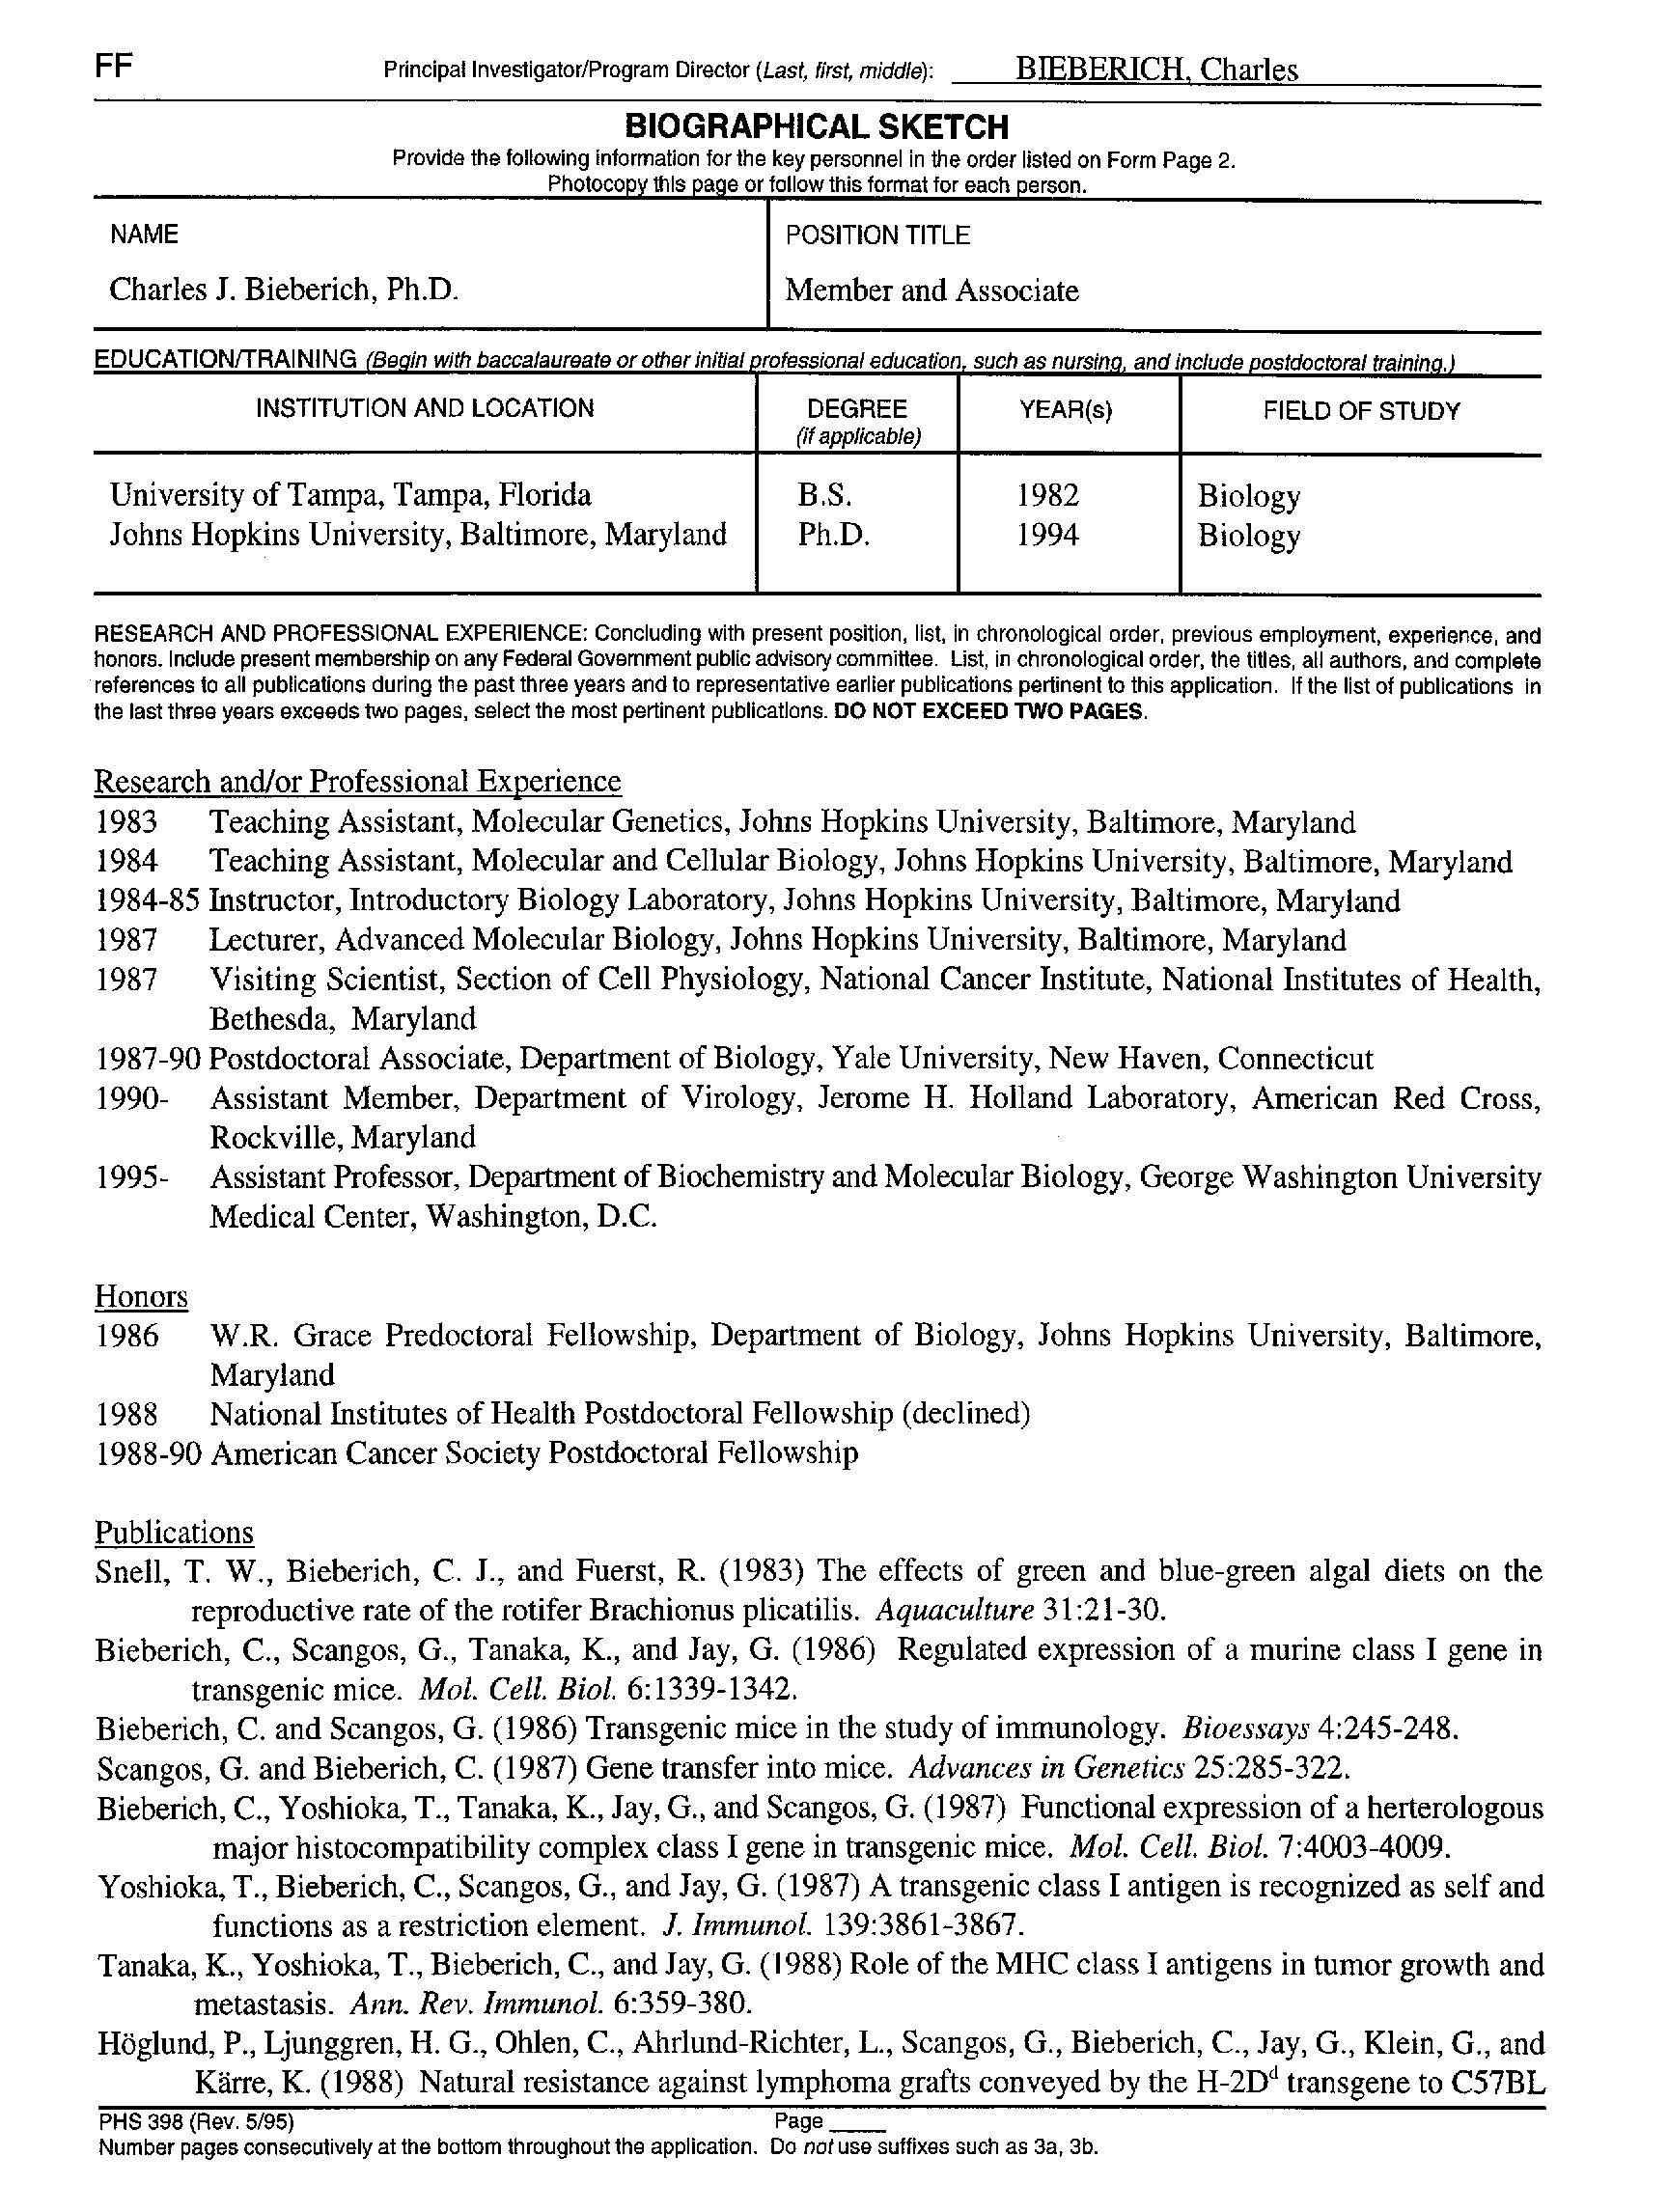 FF Principal Investigator/Program Director (Last, first, middle): BIEBERICH, Charles
BIOGRAPHICAL SKETCH
Provide the following information for the key personnel in the order listed on Form Page 2.
Photocopy this page or follow this format for each person.
NAME
POSITION TITLE
Charles J. Bieberich, Ph.D.
Member and Associate
EDUCATION/TRAINING (Begin with baccalaureate or other initial professional education, such as nursing, and include postdoctoral training.)
INSTITUTION AND LOCATION DEGREE YEAR(s) FIELD OF STUDY
(if applicable)
University of Tampa, Tampa, Florida B.S. 1982 Biology
Johns Hopkins University, Baltimore, Maryland Ph.D. 1994 Biology
RESEARCH AND PROFESSIONAL EXPERIENCE: Concluding with present position, list, in chronological order, previous employment, experience, and
honors. Include present membership on any Federal Government public advisory committee. List, in chronological order, the titles, all authors, and complete
references to all publications during the past three years and to representative earlier publications pertinent to this application. If the list of publications in
the last three years exceeds two pages, select the most pertinent publications. DO NOT EXCEED TWO PAGES.
Research and/or Professional Experience
1983 Teaching Assistant, Molecular Genetics, Johns Hopkins University, Baltimore, Maryland
1984 Teaching Assistant, Molecular and Cellular Biology, Johns Hopkins University, Baltimore, Maryland
1984-85 Instructor, Introductory Biology Laboratory, Johns Hopkins University, Baltimore, Maryland
1987 Lecturer, Advanced Molecular Biology, Johns Hopkins University, Baltimore, Maryland
1987 Visiting Scientist, Section of Cell Physiology, National Cancer Institute, National Institutes of Health,
Bethesda, Maryland
1987-90 Postdoctoral Associate, Department of Biology, Yale University, New Haven, Connecticut
1990- Assistant Member, Department of Virology, Jerome H. Holland Laboratory, American Red Cross,
Rockville, Maryland
1995- Assistant Professor, Department of Biochemistry and Molecular Biology, George Washington University
Medical Center, Washington, D.C.
Honors
1986 W.R. Grace Predoctoral Fellowship, Department of Biology, Johns Hopkins University, Baltimore,
Maryland
1988 National Institutes of Health Postdoctoral Fellowship (declined)
1988-90 American Cancer Society Postdoctoral Fellowship
Publications
Snell, T. W., Bieberich, C. J., and Fuerst, R. (1983) The effects of green and blue-green algal diets on the
reproductive rate of the rotifer Brachionus plicatilis. Aquaculture 31:21-30.
Bieberich, C., Scangos, G., Tanaka, K., and Jay, G. (1986) Regulated expression of a murine class I gene in
transgenic mice. Mol. Cell. Biol. 6:1339-1342.
Bieberich, C. and Scangos, G. (1986) Transgenic mice in the study of immunology. Bioessays 4:245-248.
Scangos, G. and Bieberich, C. (1987) Gene transfer into mice. Advances in Genetics 25:285-322.
Bieberich, C., Yoshioka, T., Tanaka, K., Jay, G., and Scangos, G. (1987) Functional expression of a herterologous
major histocompatibility complex class I gene in transgenic mice. Mol. Cell. Biol. 7:4003-4009.
Yoshioka, T., Bieberich, C., Scangos, G., and Jay, G. (1987) A transgenic class I antigen is recognized as self and
functions as a restriction element. J. Immunol. 139:3861-3867.
Tanaka, K., Yoshioka, T., Bieberich, C., and Jay, G. (1988) Role of the MHC class I antigens in tumor growth and
metastasis. Ann. Rev. Immunol. 6:359-380.
Höglund, P., Ljunggren, H. G., Ohlen, C., Ahrlund-Richter, L., Scangos, G., Bieberich, C., Jay, G., Klein, G., and
Kärre, K. (1988) Natural resistance against lymphoma grafts conveyed by the H-2Dᵈ transgene to C57BL
PHS 398 (Rev. 5/95) Page ____
Number pages consecutively at the bottom throughout the application. Do not use suffixes such as 3a, 3b.